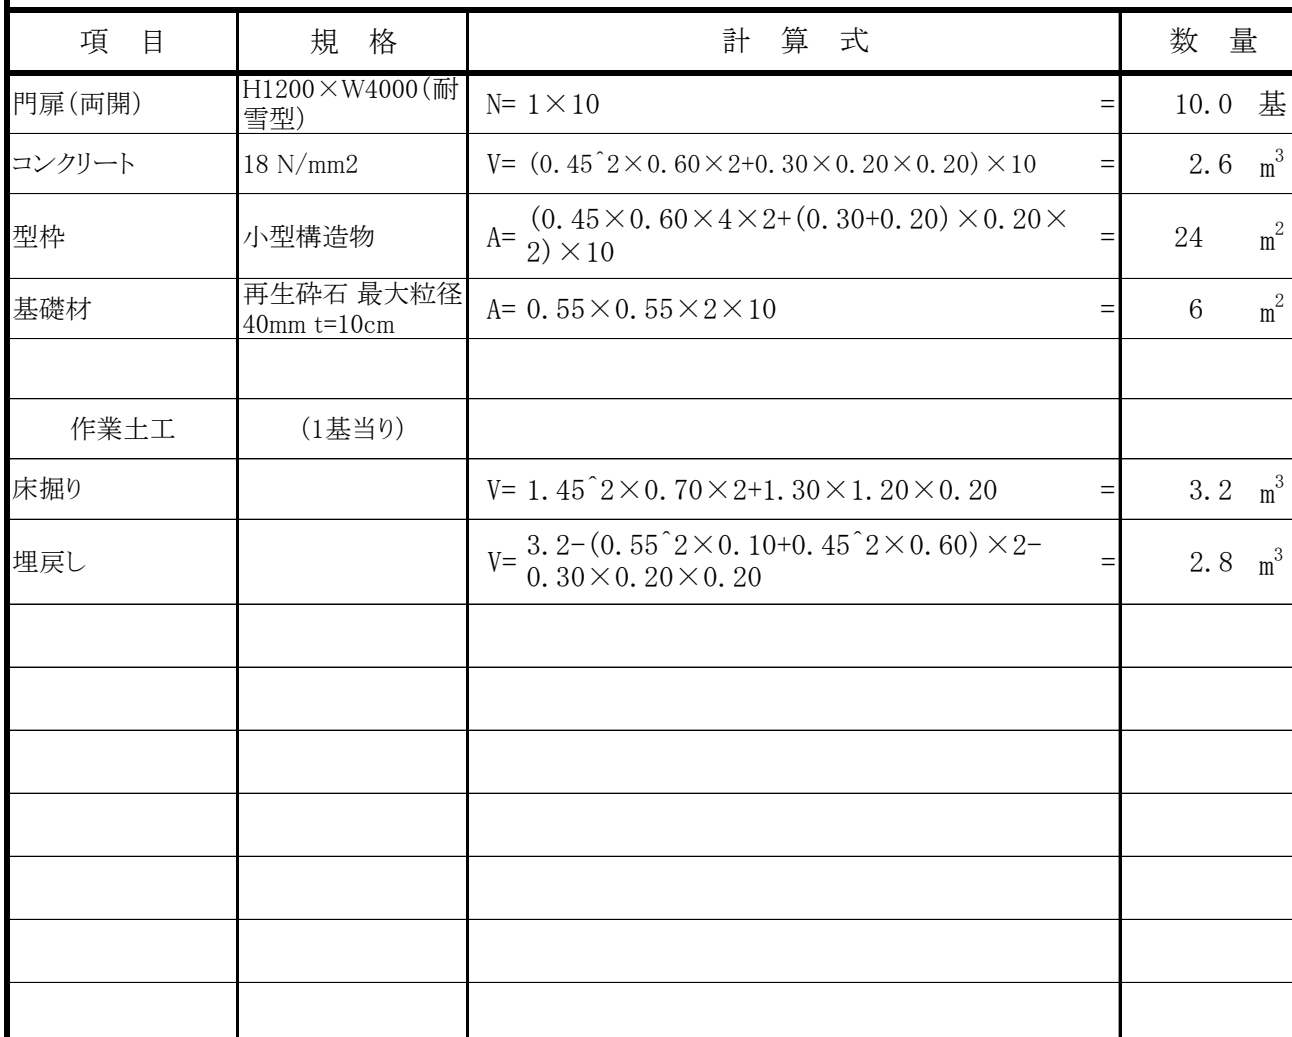 項 目 規 格 計 算 式 数 量
門扉(両開) H1200×W4000(耐雪型) N= 1×10 = 10.0 基
コンクリート 18 N/mm2 V= (0.45^2×0.60×2+0.30×0.20×0.20)×10 = 2.6 m3
型枠 小型構造物 A= (0.45×0.60×4×2+(0.30+0.20)×0.20×2)×10 = 24 m2
基礎材 再生砕石 最大粒径40mm t=10cm A= 0.55×0.55×2×10 = 6 m2
作業土工 (1基当り)
床掘り V= 1.45^2×0.70×2+1.30×1.20×0.20 = 3.2 m3
埋戻し V= 3.2-(0.55^2×0.10+0.45^2×0.60)×2-0.30×0.20×0.20 = 2.8 m3